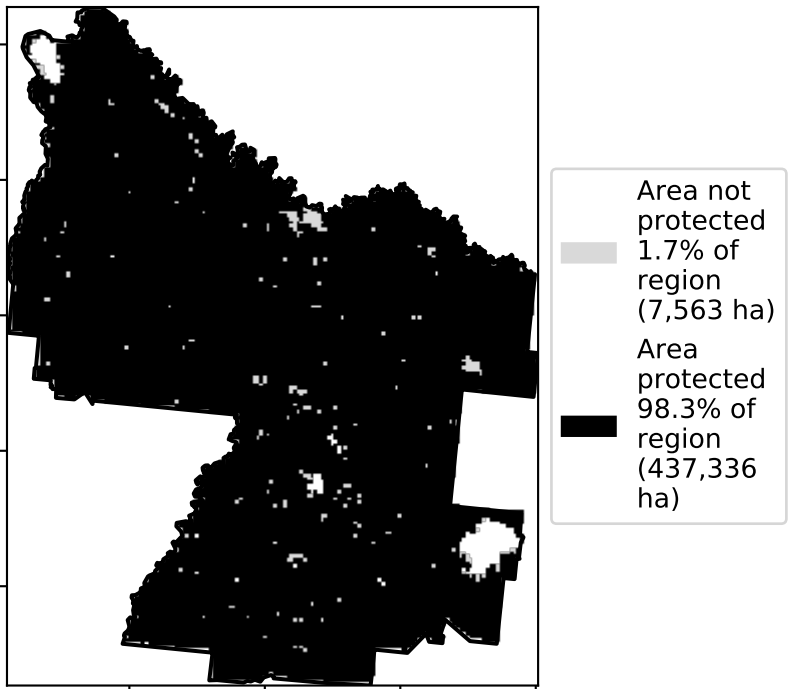 Area not
protected
1.7% of
region
(7,563 ha)
Area
protected
98.3% of
region
(437,336
ha)